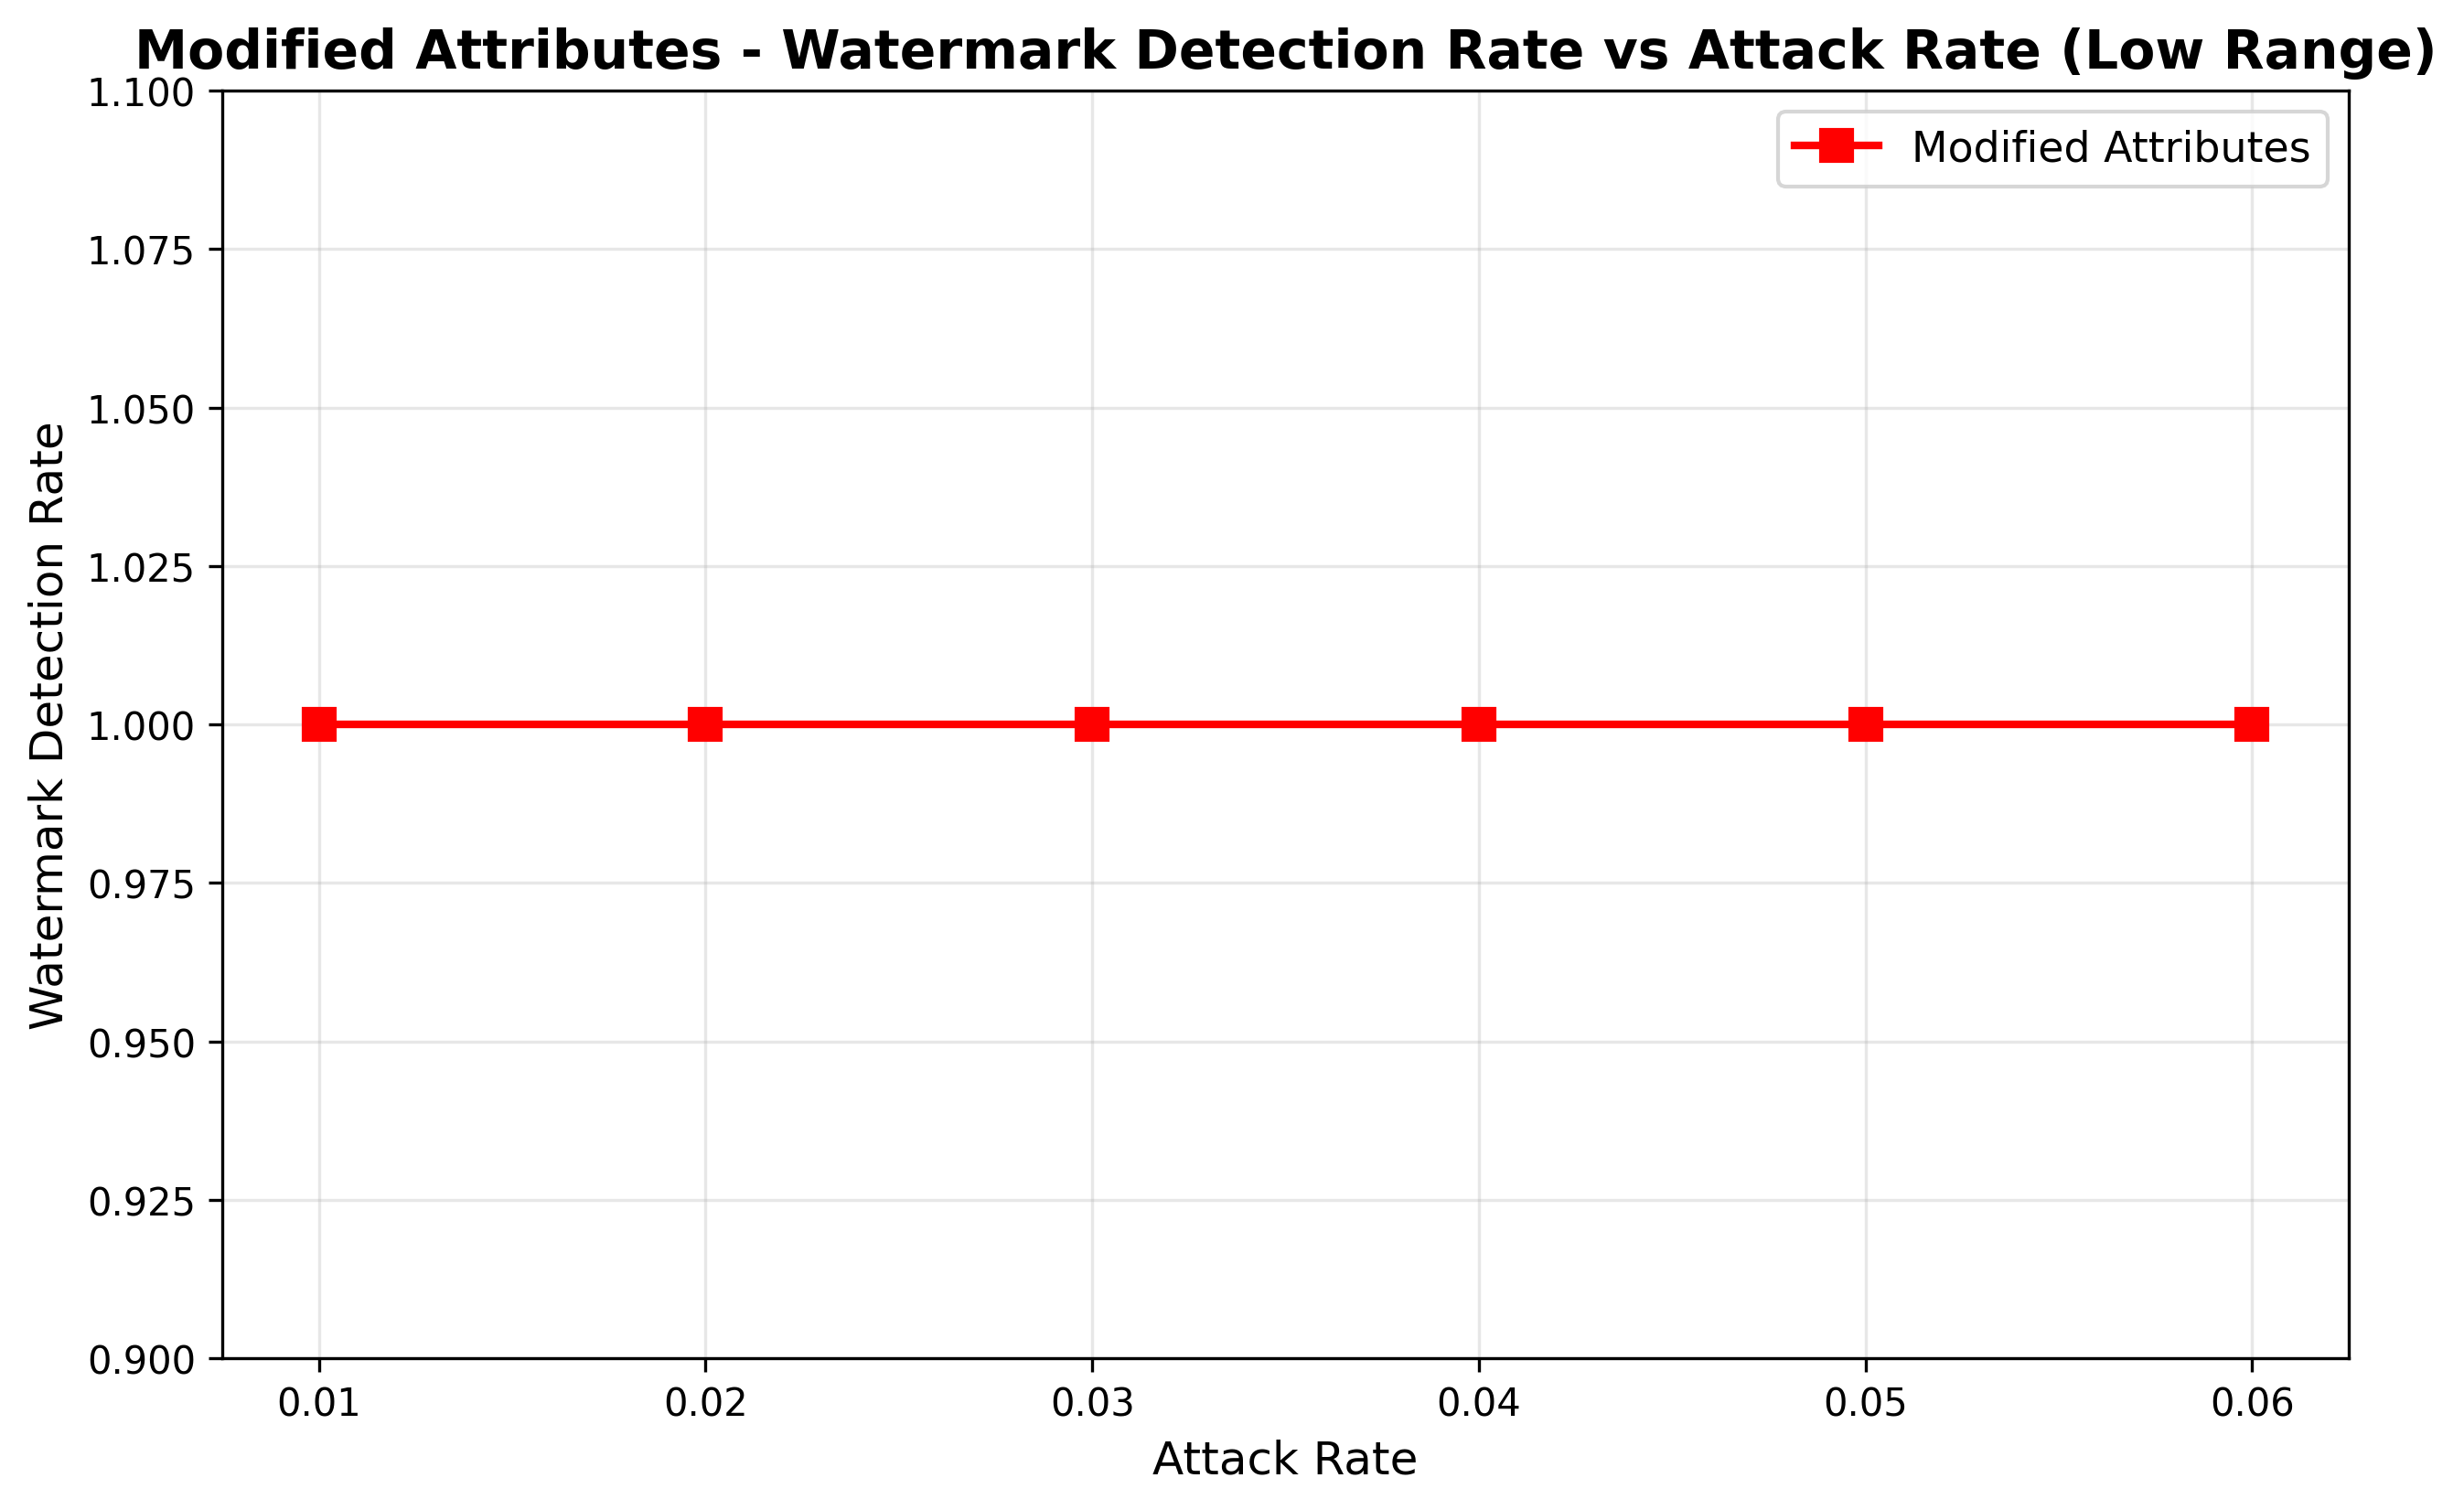 Modified Attributes - Watermark Detection Rate vs Attack Rate (Low Range)
Modified Attributes
Watermark Detection Rate
1.100
1.075
1.050
1.025
1.000
0.975
0.950
0.925
0.900
0.01 0.02 0.03 0.04 0.05 0.06
Attack Rate